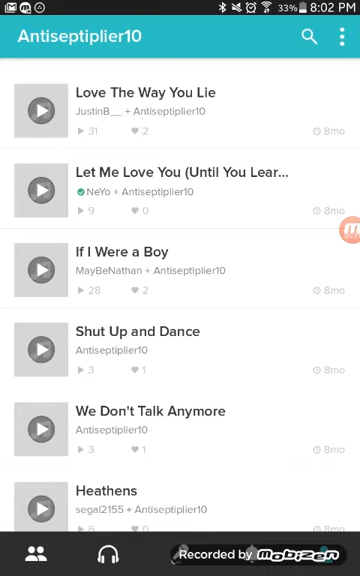 33% 8:02 PM
Antiseptiplier10
Love The Way You Lie
JustinB__ + Antiseptiplier10
31 2 8mo
Let Me Love You (Until You Lear...
NeYo + Antiseptiplier10
9 0 8mo
If I Were a Boy
MayBeNathan + Antiseptiplier10
28 2 8mo
Shut Up and Dance
Antiseptiplier10
3 1 8mo
We Don't Talk Anymore
Antiseptiplier10
3 1 8mo
Heathens
segal2155 + Antiseptiplier10
6 0 8mo
Recorded by Mobizen